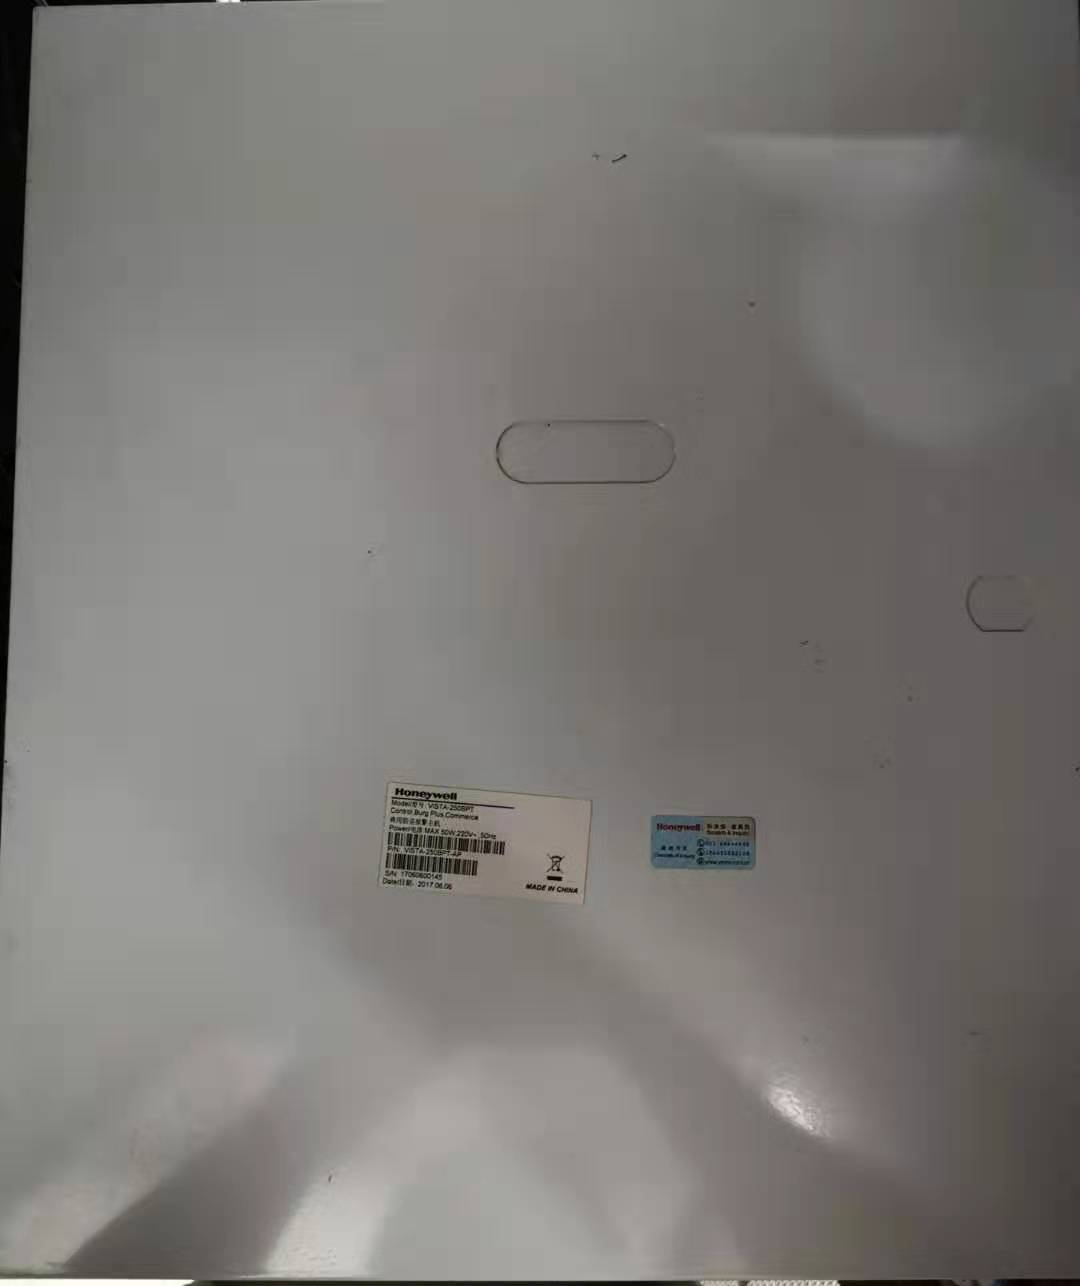 Honeywell
Model/型号: VISTA-250BPT
Control,Burg Plus,Commerce
商用防盗报警主机
Power/电源: MAX 50W,220V~ ,50Hz
P/N: VISTA-250BPT-AP
S/N: 17060600145
Date/日期: 2017.06.06
MADE IN CHINA
Honeywell